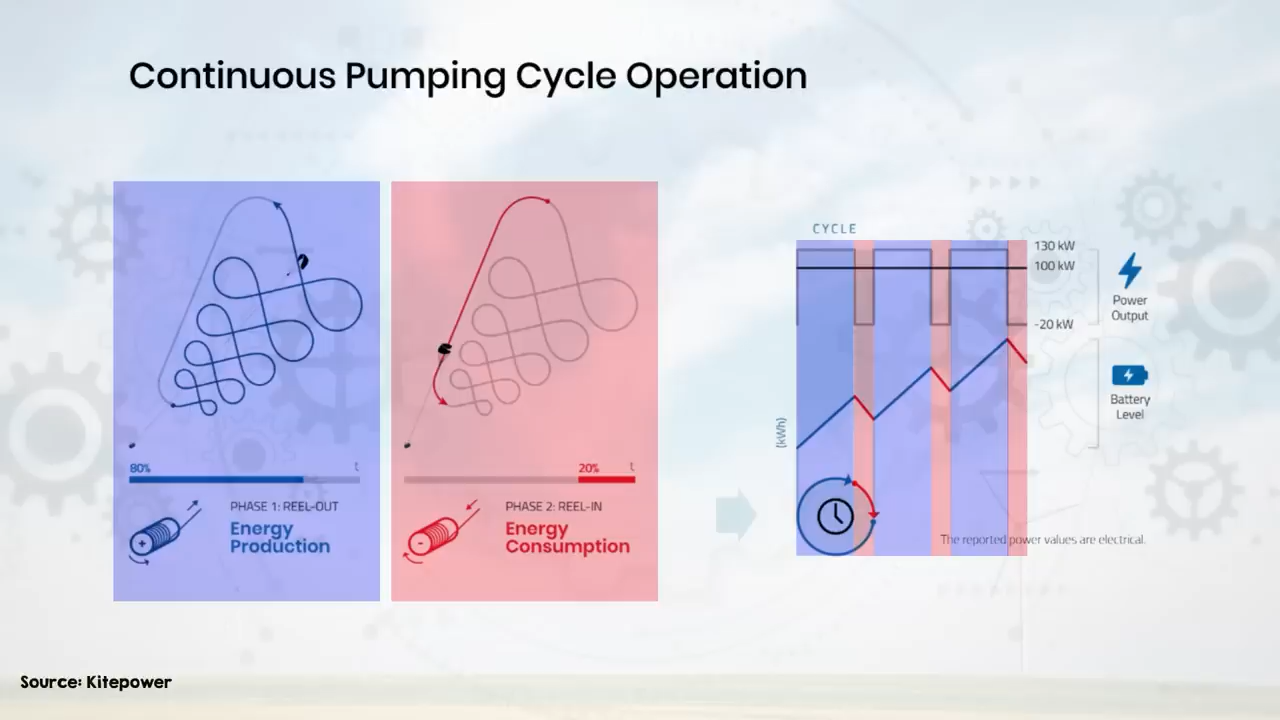 Continuous Pumping Cycle Operation
80%
t
PHASE 1: REEL-OUT
Energy
Production
+
20%
t
PHASE 2: REEL-IN
Energy
Consumption
-
CYCLE
130 kW
100 kW
-20 kW
Power
Output
Battery
Level
(kWh)
The reported power values are electrical.
Source: Kitepower